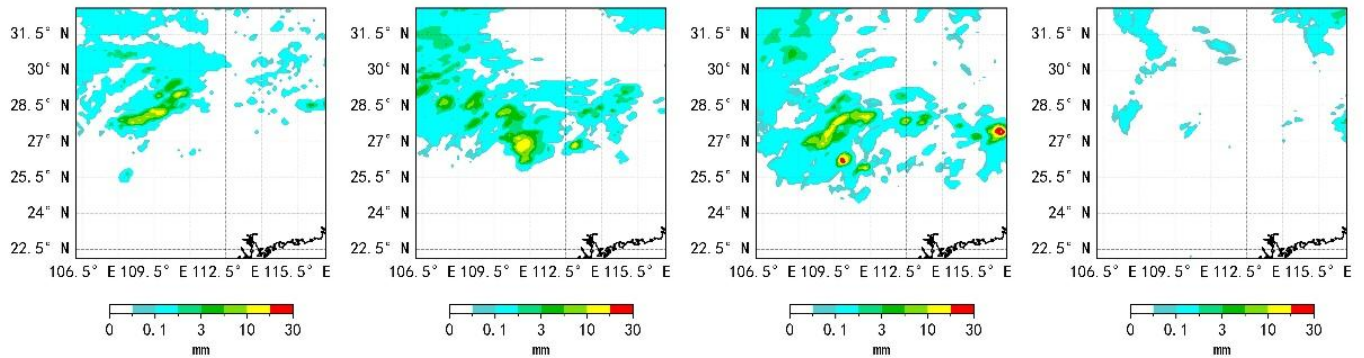 31.5° N 31.5° N 31.5° N 31.5° N
30° N 30° N 30° N 30° N
28.5° N 28.5° N 28.5° N 28.5° N
27° N 27° N 27° N 27° N
25.5° N 25.5° N 25.5° N 25.5° N
24° N 24° N 24° N 24° N
22.5° N 22.5° N 22.5° N 22.5° N
106.5° E 109.5° E 112.5° E 115.5° E 106.5° E 109.5° E 112.5° E 115.5° E 106.5° E 109.5° E 112.5° E 115.5° E 106.5° E 109.5° E 112.5° E 115.5° E
0 0.1 3 10 30 0 0.1 3 10 30 0 0.1 3 10 30 0 0.1 3 10 30
mm mm mm mm